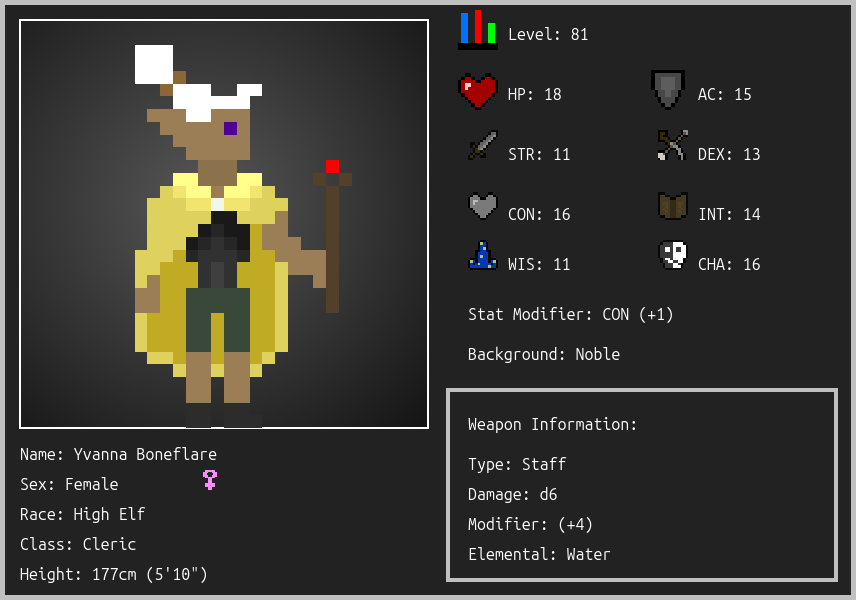 Level: 81
HP: 18
AC: 15
STR: 11
DEX: 13
CON: 16
INT: 14
WIS: 11
CHA: 16
Stat Modifier: CON (+1)
Background: Noble
Weapon Information:
Type: Staff
Damage: d6
Modifier: (+4)
Elemental: Water
Name: Yvanna Boneflare
Sex: Female
Race: High Elf
Class: Cleric
Height: 177cm (5'10")